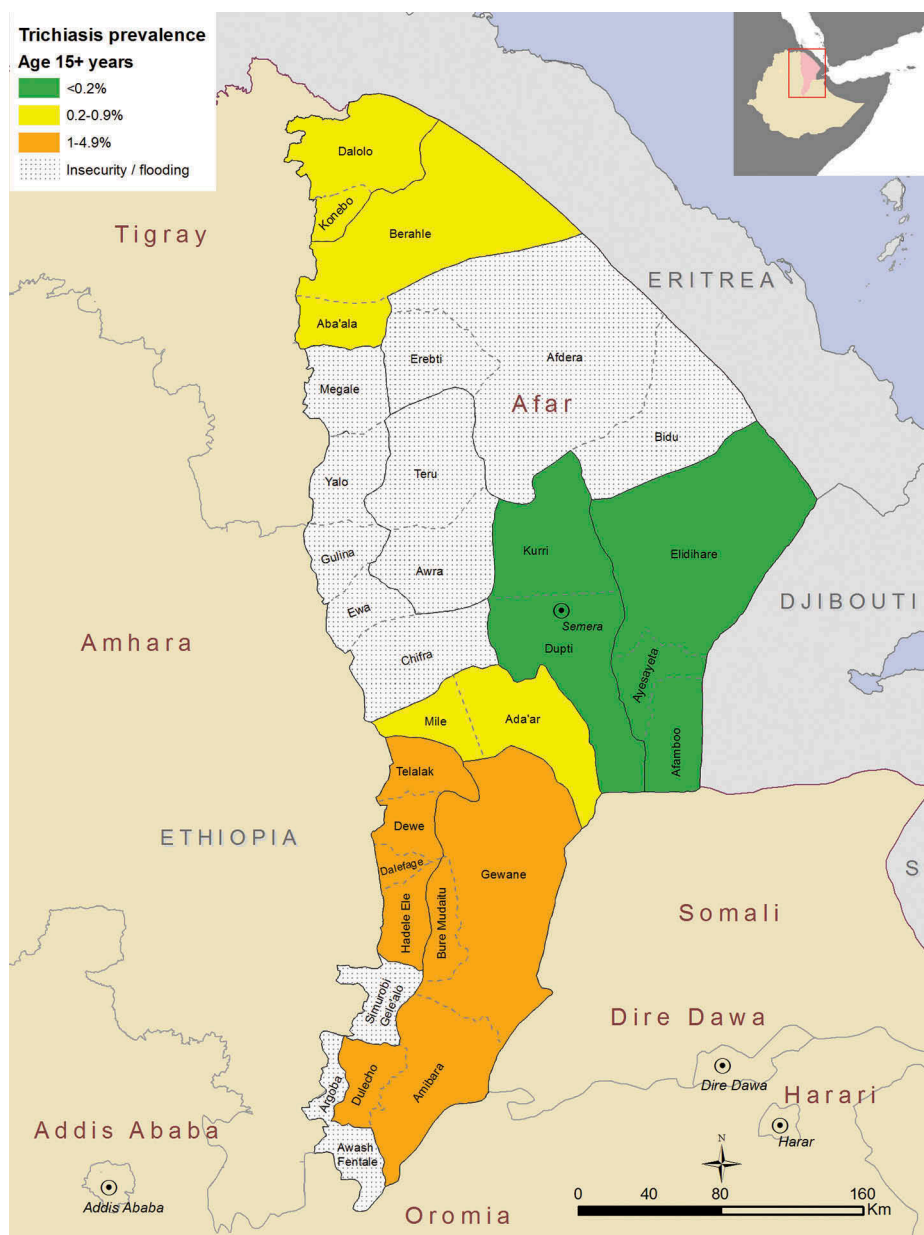 Trichiasis prevalence
Age 15+ years
<0.2%
0.2-0.9%
1-4.9%
Insecurity / flooding
Dalolo
Konebo
Tigray
Berahle
ERITREA
Aba'ala
Erebti
Afdera
Megale
Afar
Bidu
Teru
Yalo
Kurri
Elidihare
Gulina
Awra
DJIBOUTI
Ewa
Semera
Amhara
Chifra
Dupti
Ayesayeta
Mile
Ada'ar
Afamboo
Telalak
Dewe
ETHIOPIA
Dalefage
Gewane
S
Hadele Ele
Bure Mudaitu
Somali
Simurobi
Gele'alo
Dire Dawa
Argoba
Dulecho
Amibara
Dire Dawa
Harari
Addis Ababa
Harar
Awash
Fentale
N
Addis Ababa
0 40 80 160
Km
Oromia